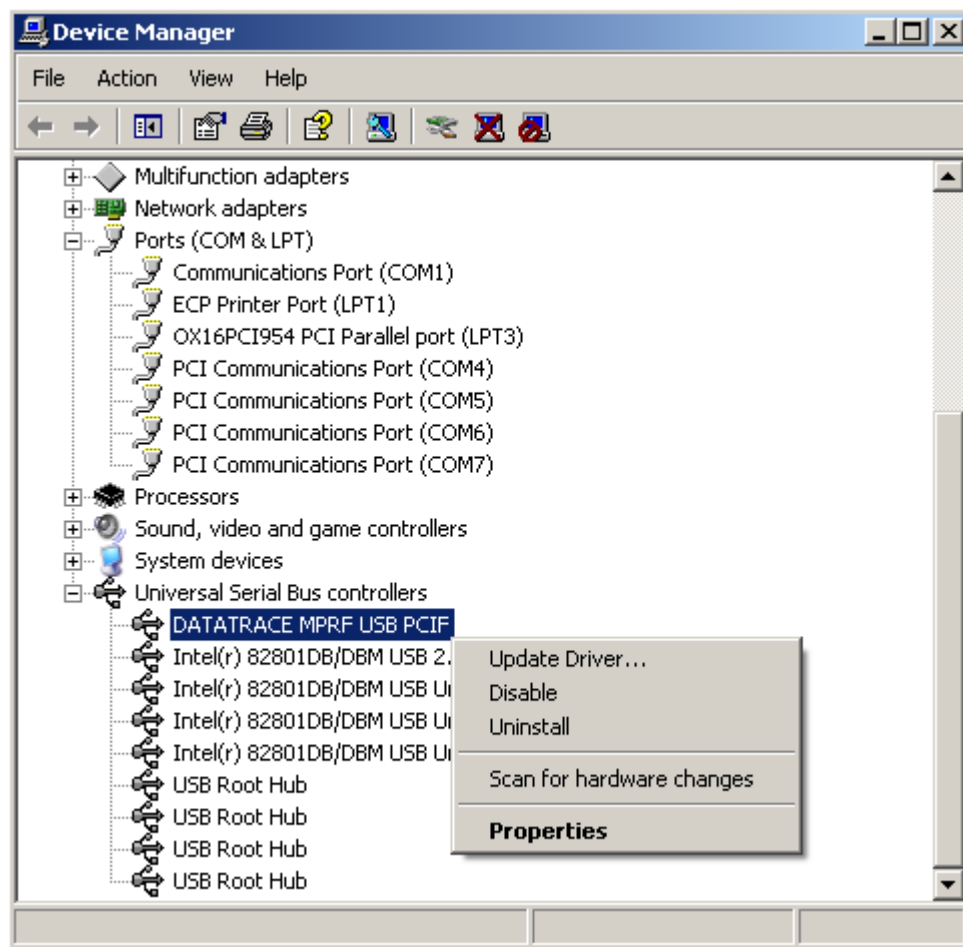 Device Manager
File Action View Help
Multifunction adapters
Network adapters
Ports (COM & LPT)
Communications Port (COM1)
ECP Printer Port (LPT1)
OX16PCI954 PCI Parallel port (LPT3)
PCI Communications Port (COM4)
PCI Communications Port (COM5)
PCI Communications Port (COM6)
PCI Communications Port (COM7)
Processors
Sound, video and game controllers
System devices
Universal Serial Bus controllers
DATATRACE MPRF USB PCIF
Intel(r) 82801DB/DBM USB 2.
Intel(r) 82801DB/DBM USB
Intel(r) 82801DB/DBM USB
Intel(r) 82801DB/DBM USB
USB Root Hub
USB Root Hub
USB Root Hub
USB Root Hub
Update Driver...
Disable
Uninstall
Scan for hardware changes
Properties